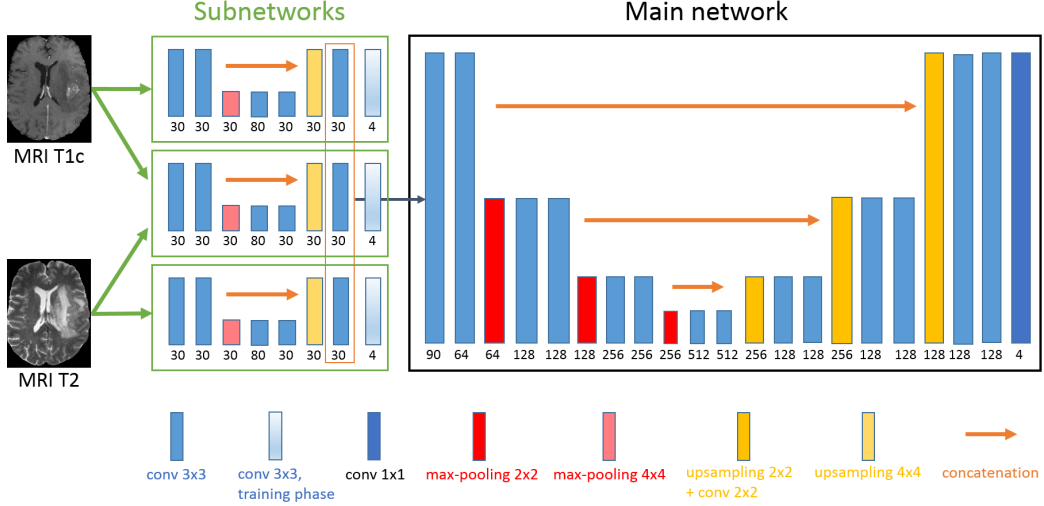 Subnetworks
Main network
MRI T1c
30 30 30 80 30 30 30 4
30 30 30 80 30 30 30 4
MRI T2
30 30 30 80 30 30 30 4
90 64 64 128 128 128 256 256 256 512 512 256 128 128 256 128 128 128 128 128 4
conv 3x3
conv 3x3,
training phase
conv 1x1
max-pooling 2x2
max-pooling 4x4
upsampling 2x2
+ conv 2x2
upsampling 4x4
concatenation